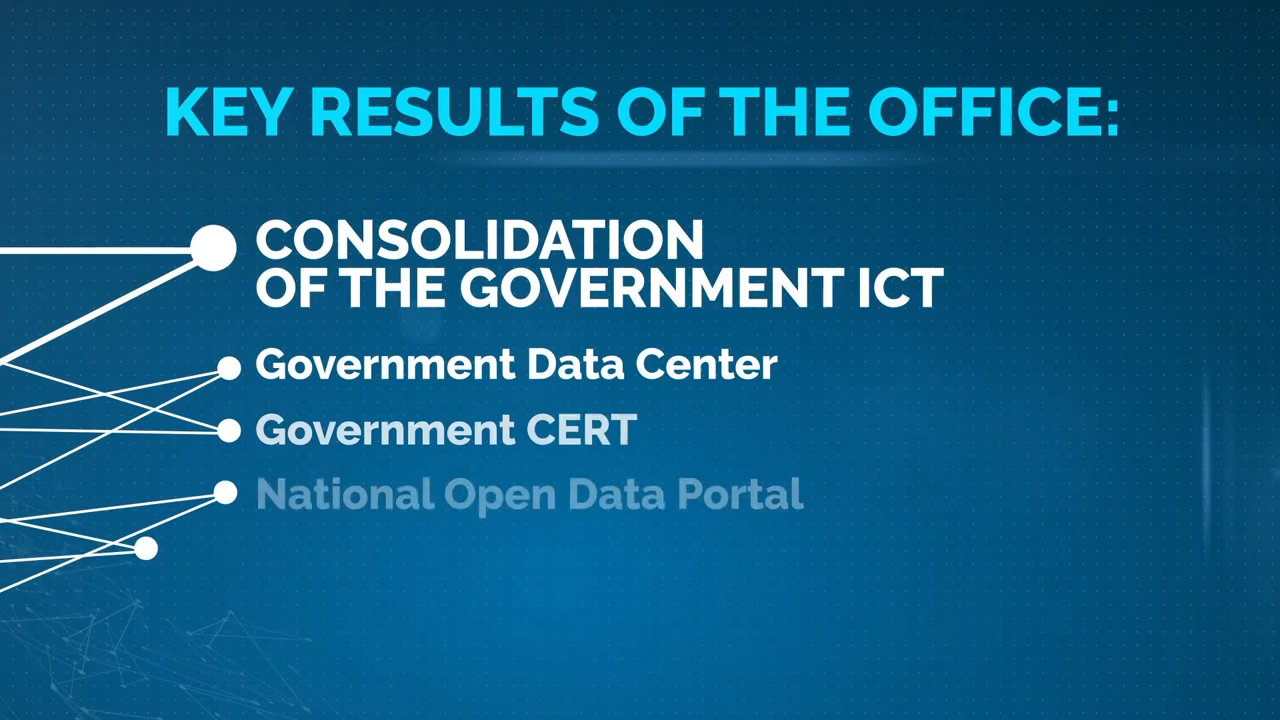 KEY RESULTS OF THE OFFICE:
CONSOLIDATION
OF THE GOVERNMENT ICT
Government Data Center
Government CERT
National Open Data Portal